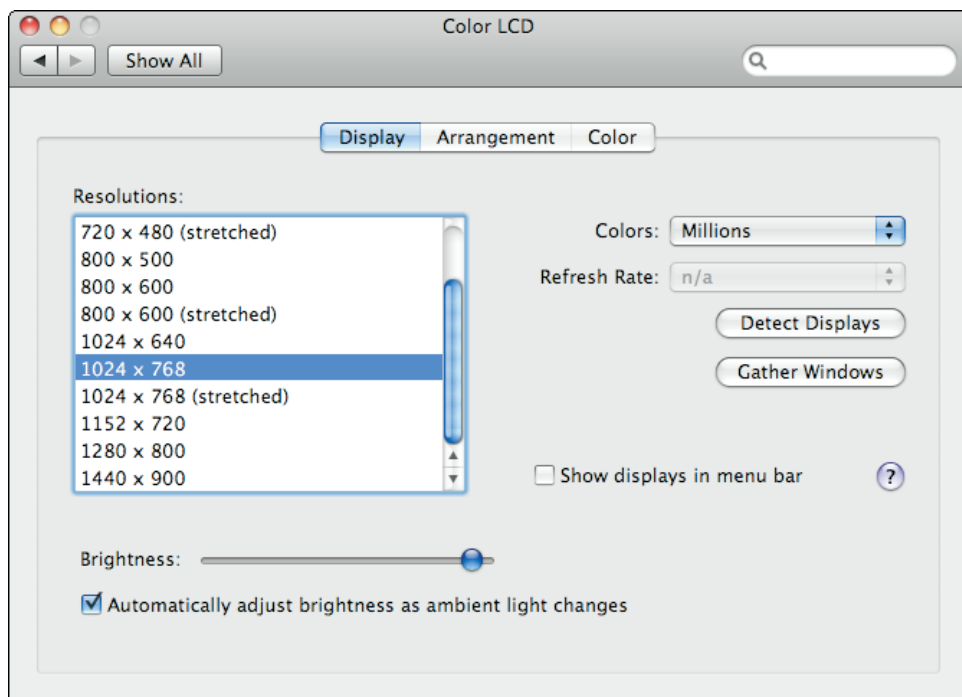 Color LCD
Show All
Display Arrangement Color
Resolutions:
720 x 480 (stretched)
800 x 500
800 x 600
800 x 600 (stretched)
1024 x 640
1024 x 768
1024 x 768 (stretched)
1152 x 720
1280 x 800
1440 x 900
Colors: Millions
Refresh Rate: n/a
Detect Displays
Gather Windows
Show displays in menu bar ?
Brightness:
Automatically adjust brightness as ambient light changes